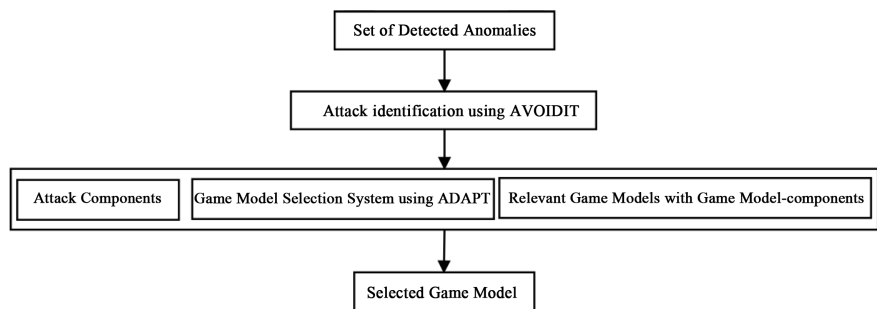 Set of Detected Anomalies
Attack identification using AVOIDIT
Attack Components
Game Model Selection System using ADAPT
Relevant Game Models with Game Model-components
Selected Game Model